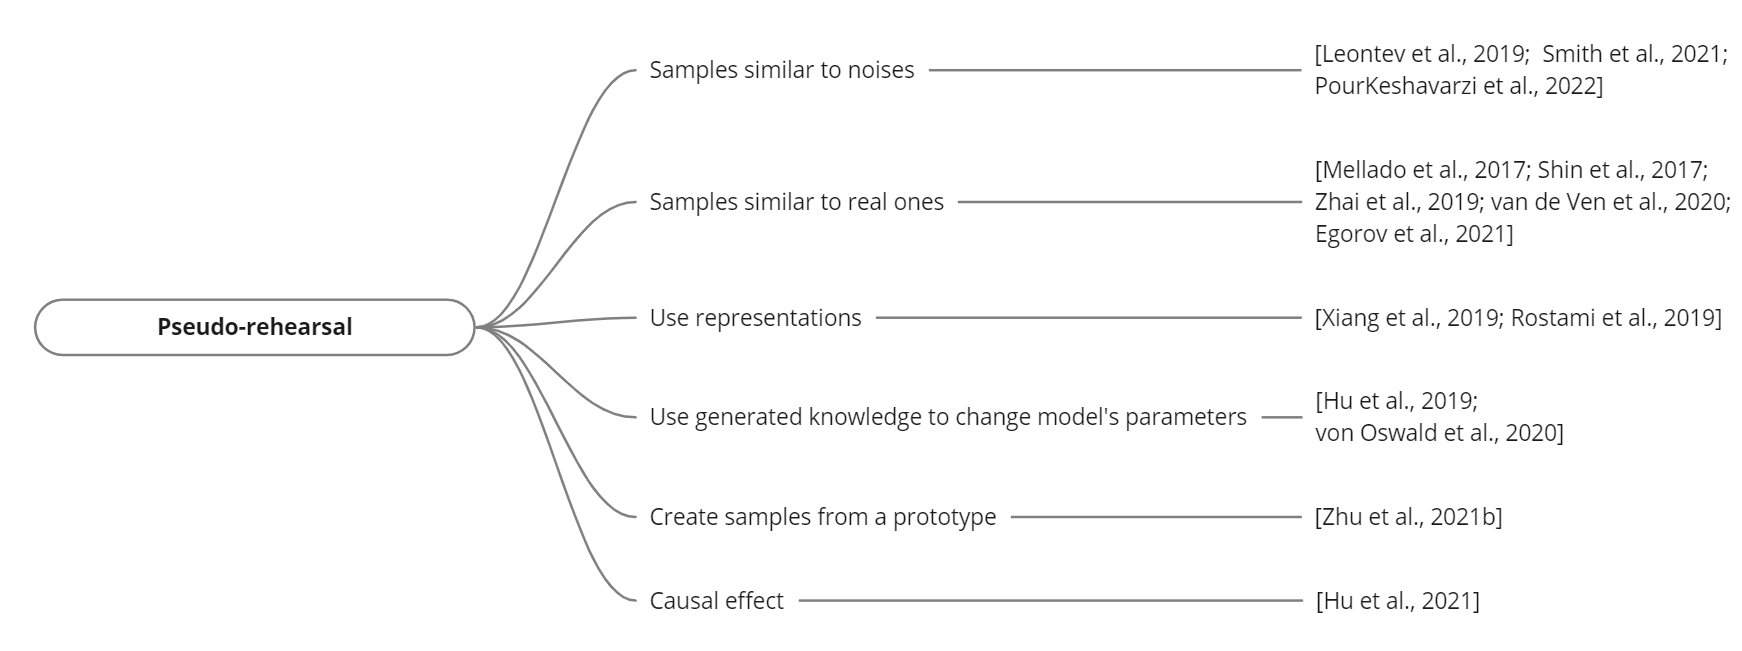 Pseudo-rehearsal
Samples similar to noises
[Leontev et al., 2019;  Smith et al., 2021;
PourKeshavarzi et al., 2022]
Samples similar to real ones
[Mellado et al., 2017; Shin et al., 2017;
Zhai et al., 2019; van de Ven et al., 2020;
Egorov et al., 2021]
Use representations
[Xiang et al., 2019; Rostami et al., 2019]
Use generated knowledge to change model's parameters
[Hu et al., 2019;
von Oswald et al., 2020]
Create samples from a prototype
[Zhu et al., 2021b]
Causal effect
[Hu et al., 2021]